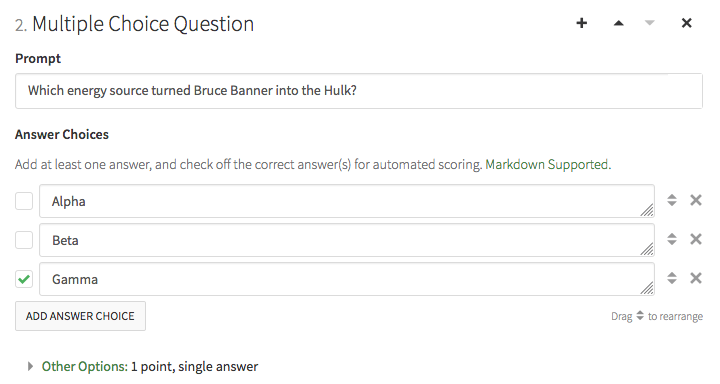 2. Multiple Choice Question
Prompt
Which energy source turned Bruce Banner into the Hulk?
Answer Choices
Add at least one answer, and check off the correct answer(s) for automated scoring. Markdown Supported.
Alpha
Beta
Gamma
ADD ANSWER CHOICE
Drag to rearrange
Other Options: 1 point, single answer